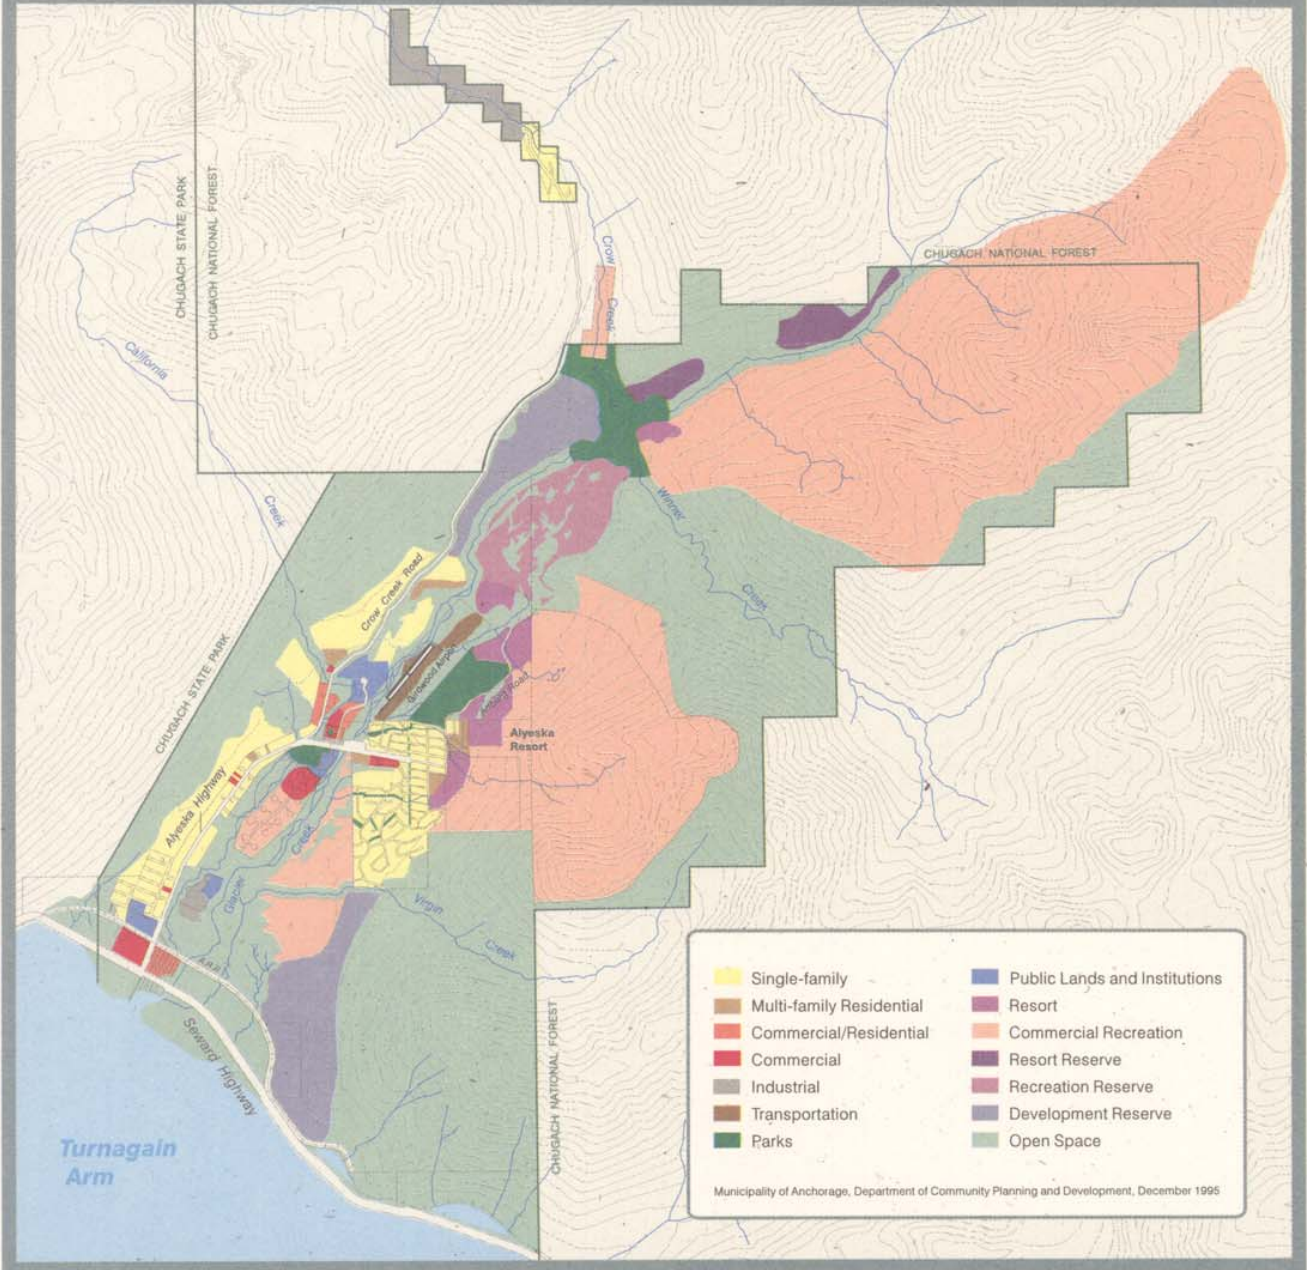 CHUGACH STATE PARK
CHUGACH NATIONAL FOREST
Crow
Creek
CHUGACH NATIONAL FOREST
California
Creek
Winner
Creek
Crow Creek Road
CHUGACH STATE PARK
Girdwood Airport
Road
Alyeska
Resort
Alyeska Highway
Creek
Glacier
Virgin
Creek
Seward Highway
CHUGACH NATIONAL FOREST
Turnagain
Arm
Single-family
Multi-family Residential
Commercial/Residential
Commercial
Industrial
Transportation
Parks
Public Lands and Institutions
Resort
Commercial Recreation
Resort Reserve
Recreation Reserve
Development Reserve
Open Space
Municipality of Anchorage, Department of Community Planning and Development, December 1995